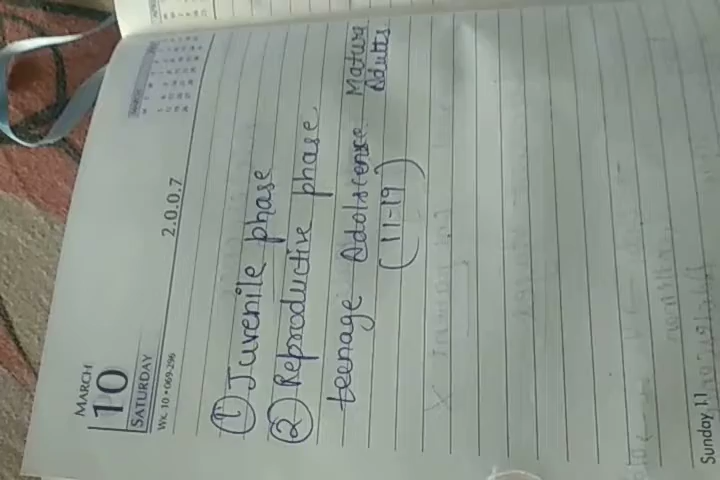 MARCH
10
SATURDAY
Wk. 10 • 069-296
2.0.0.7
① Juvenile phase
② Reproductive phase
teenage Adolscence Mature Adults
(11-19)
Sunday 11